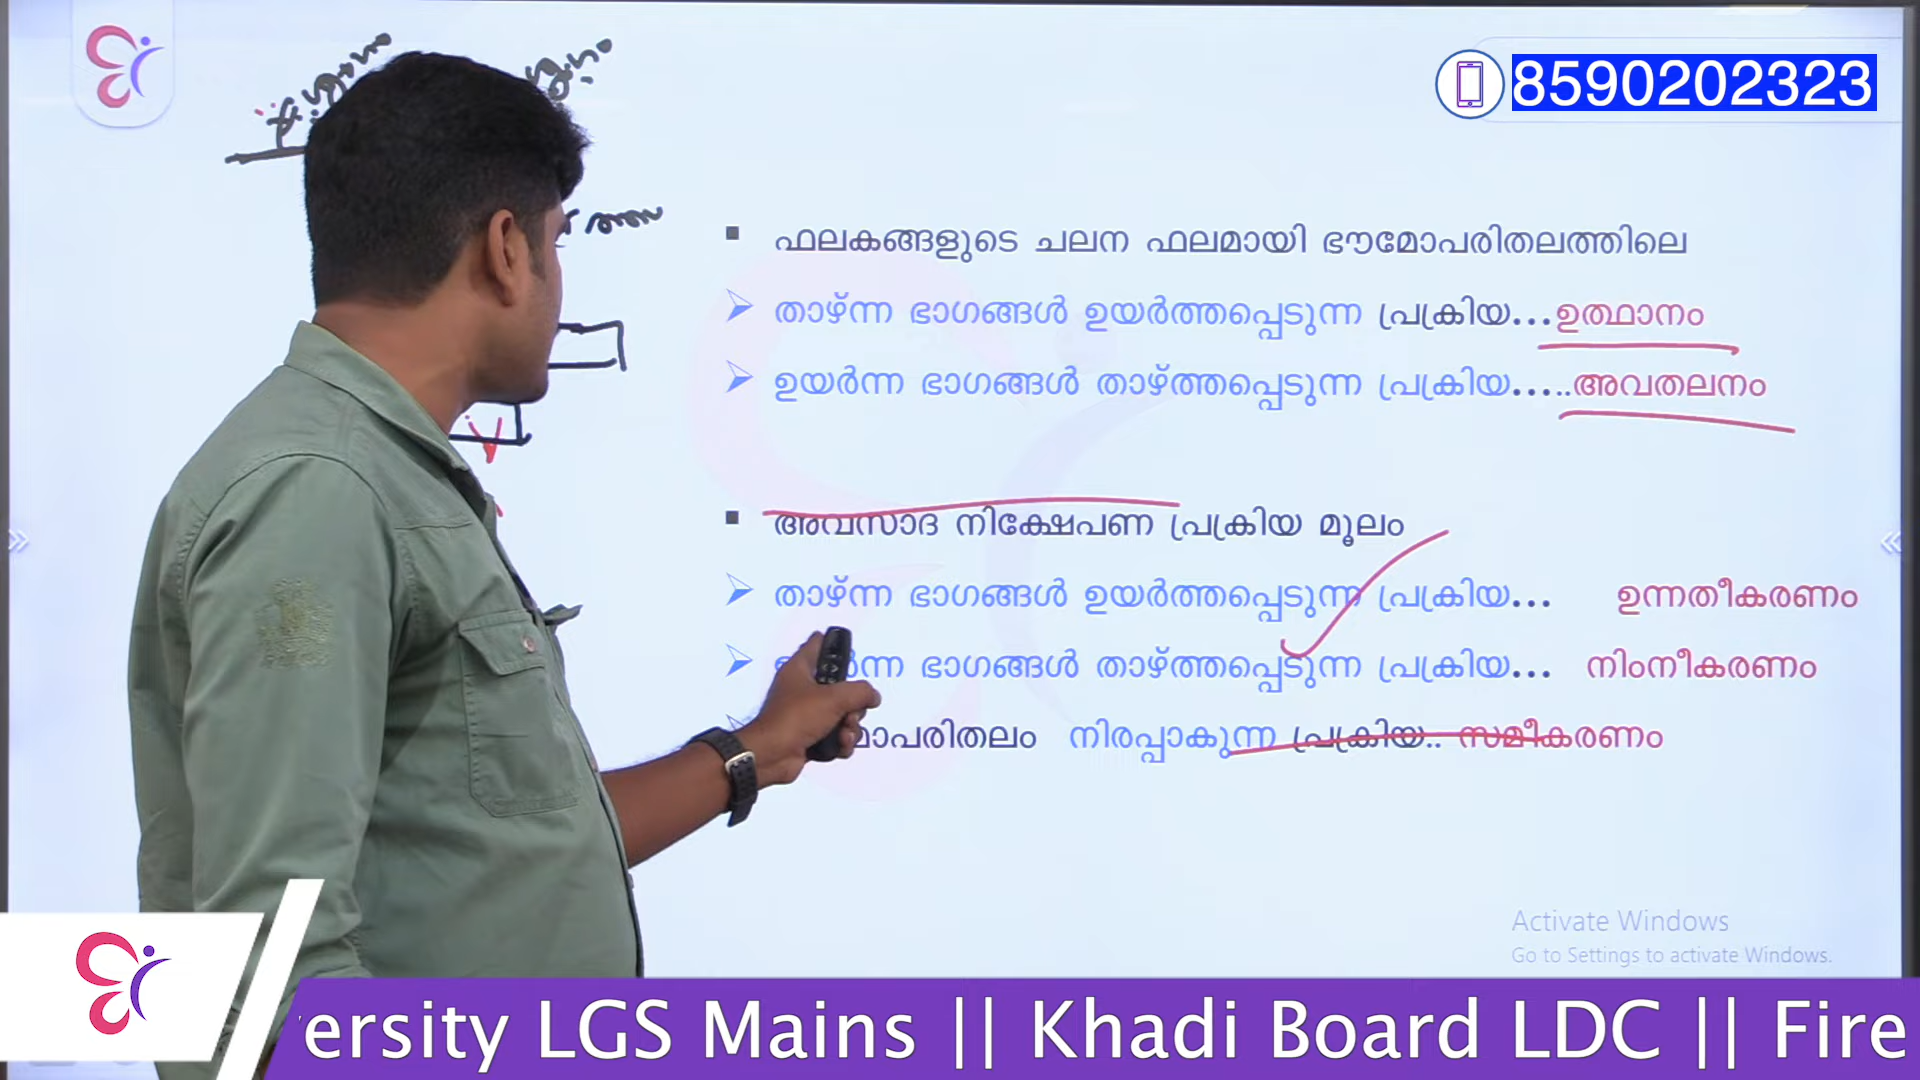 8590202323
ഫലകങ്ങളുടെ ചലന ഫലമായി ഭൗമോപരിതലത്തിലെ
താഴ്ന്ന ഭാഗങ്ങൾ ഉയർത്തപ്പെടുന്ന പ്രക്രിയ...ഉത്ഥാനം
ഉയർന്ന ഭാഗങ്ങൾ താഴ്ത്തപ്പെടുന്ന പ്രക്രിയ.....അവതലനം
അവസാദ നിക്ഷേപണ പ്രക്രിയ മൂലം
താഴ്ന്ന ഭാഗങ്ങൾ ഉയർത്തപ്പെടുന്ന പ്രക്രിയ... ഉന്നതീകരണം
ഭാഗങ്ങൾ താഴ്ത്തപ്പെടുന്ന പ്രക്രിയ... നിംനീകരണം
നിരപ്പാകുന്ന പ്രക്രിയ.. സമീകരണം
Activate Windows
Go to Settings to activate Windows.
ersity LGS Mains || Khadi Board LDC || Fire